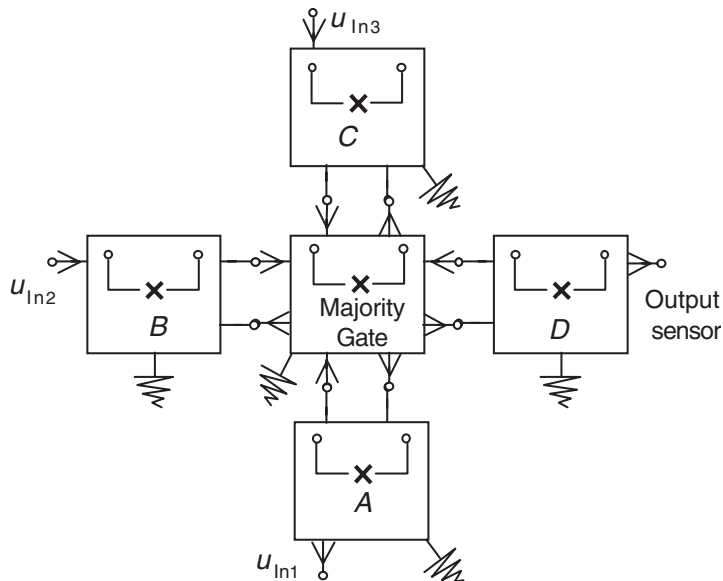 u In3
C
u In2
B
Majority
Gate
D
Output
sensor
A
u In1